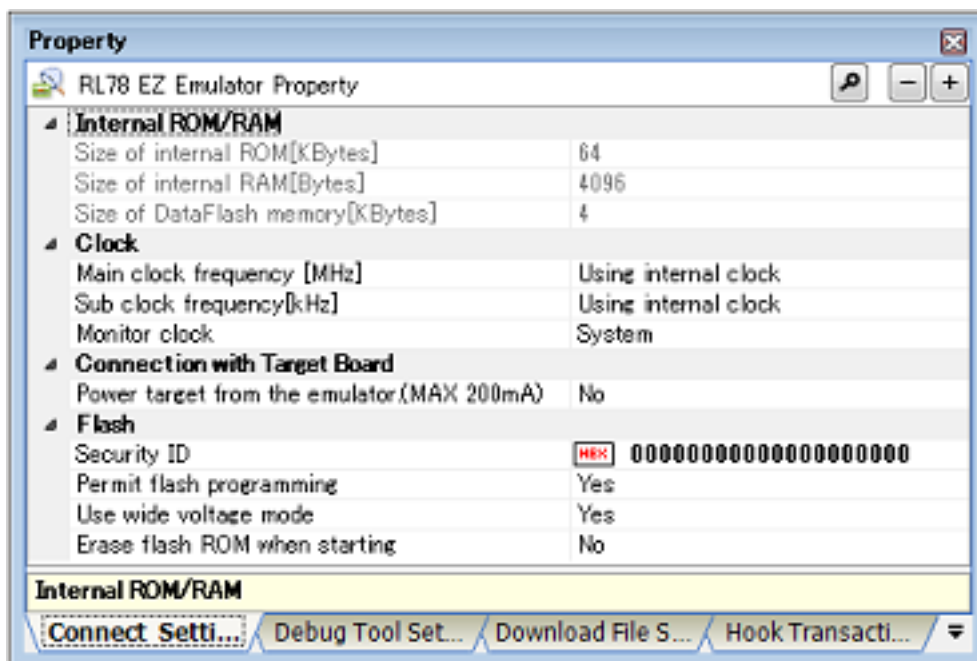 Property
RL78 EZ Emulator Property
Internal ROM/RAM
Size of internal ROM[KBytes] 64
Size of internal RAM[Bytes] 4096
Size of DataFlash memory[KBytes] 4
Clock
Main clock frequency [MHz] Using internal clock
Sub clock frequency[kHz] Using internal clock
Monitor clock System
Connection with Target Board
Power target from the emulator.(MAX 200mA) No
Flash
Security ID HEX 00000000000000000000
Permit flash programming Yes
Use wide voltage mode Yes
Erase flash ROM when starting No
Internal ROM/RAM
Connect Setti... Debug Tool Set... Download File S... Hook Transacti...